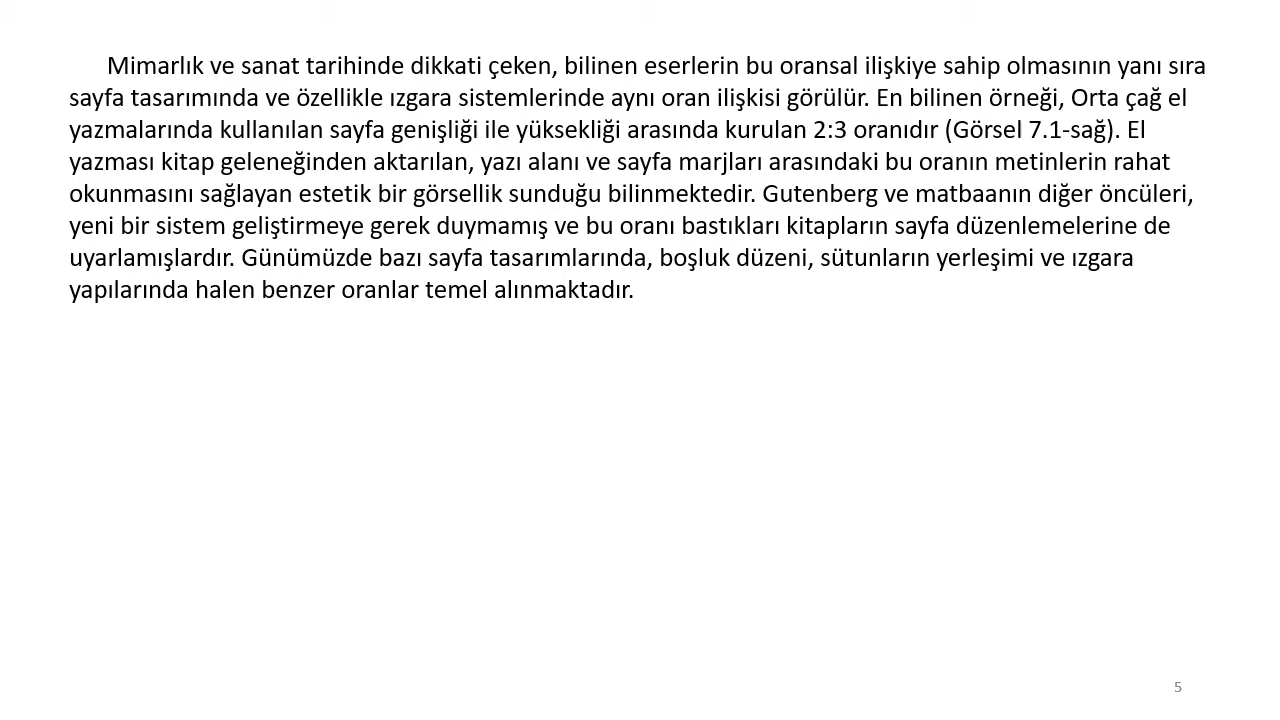 Mimarlık ve sanat tarihinde dikkati çeken, bilinen eserlerin bu oransal ilişkiye sahip olmasının yanı sıra
sayfa tasarımında ve özellikle ızgara sistemlerinde aynı oran ilişkisi görülür. En bilinen örneği, Orta çağ el
yazmalarında kullanılan sayfa genişliği ile yüksekliği arasında kurulan 2:3 oranıdır (Görsel 7.1-sağ). El
yazması kitap geleneğinden aktarılan, yazı alanı ve sayfa marjları arasındaki bu oranın metinlerin rahat
okunmasını sağlayan estetik bir görsellik sunduğu bilinmektedir. Gutenberg ve matbaanın diğer öncüleri,
yeni bir sistem geliştirmeye gerek duymamış ve bu oranı bastıkları kitapların sayfa düzenlemelerine de
uyarlamışlardır. Günümüzde bazı sayfa tasarımlarında, boşluk düzeni, sütunların yerleşimi ve ızgara
yapılarında halen benzer oranlar temel alınmaktadır.
5